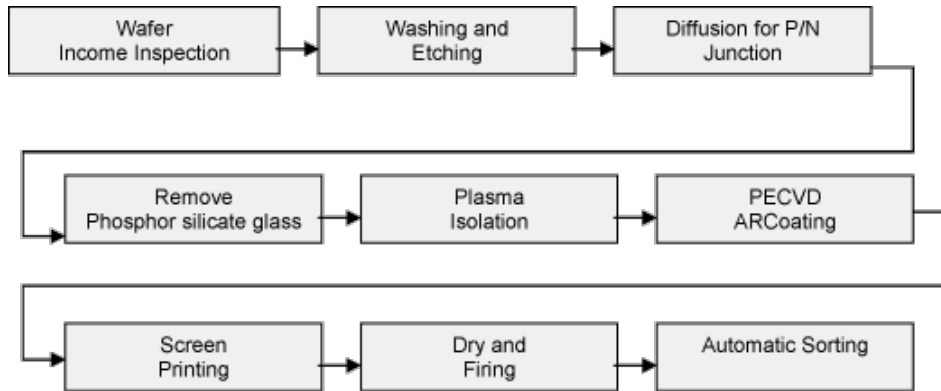 Wafer
Income Inspection
Washing and
Etching
Diffusion for P/N
Junction
Remove
Phosphor silicate glass
Plasma
Isolation
PECVD
ARCoating
Screen
Printing
Dry and
Firing
Automatic Sorting